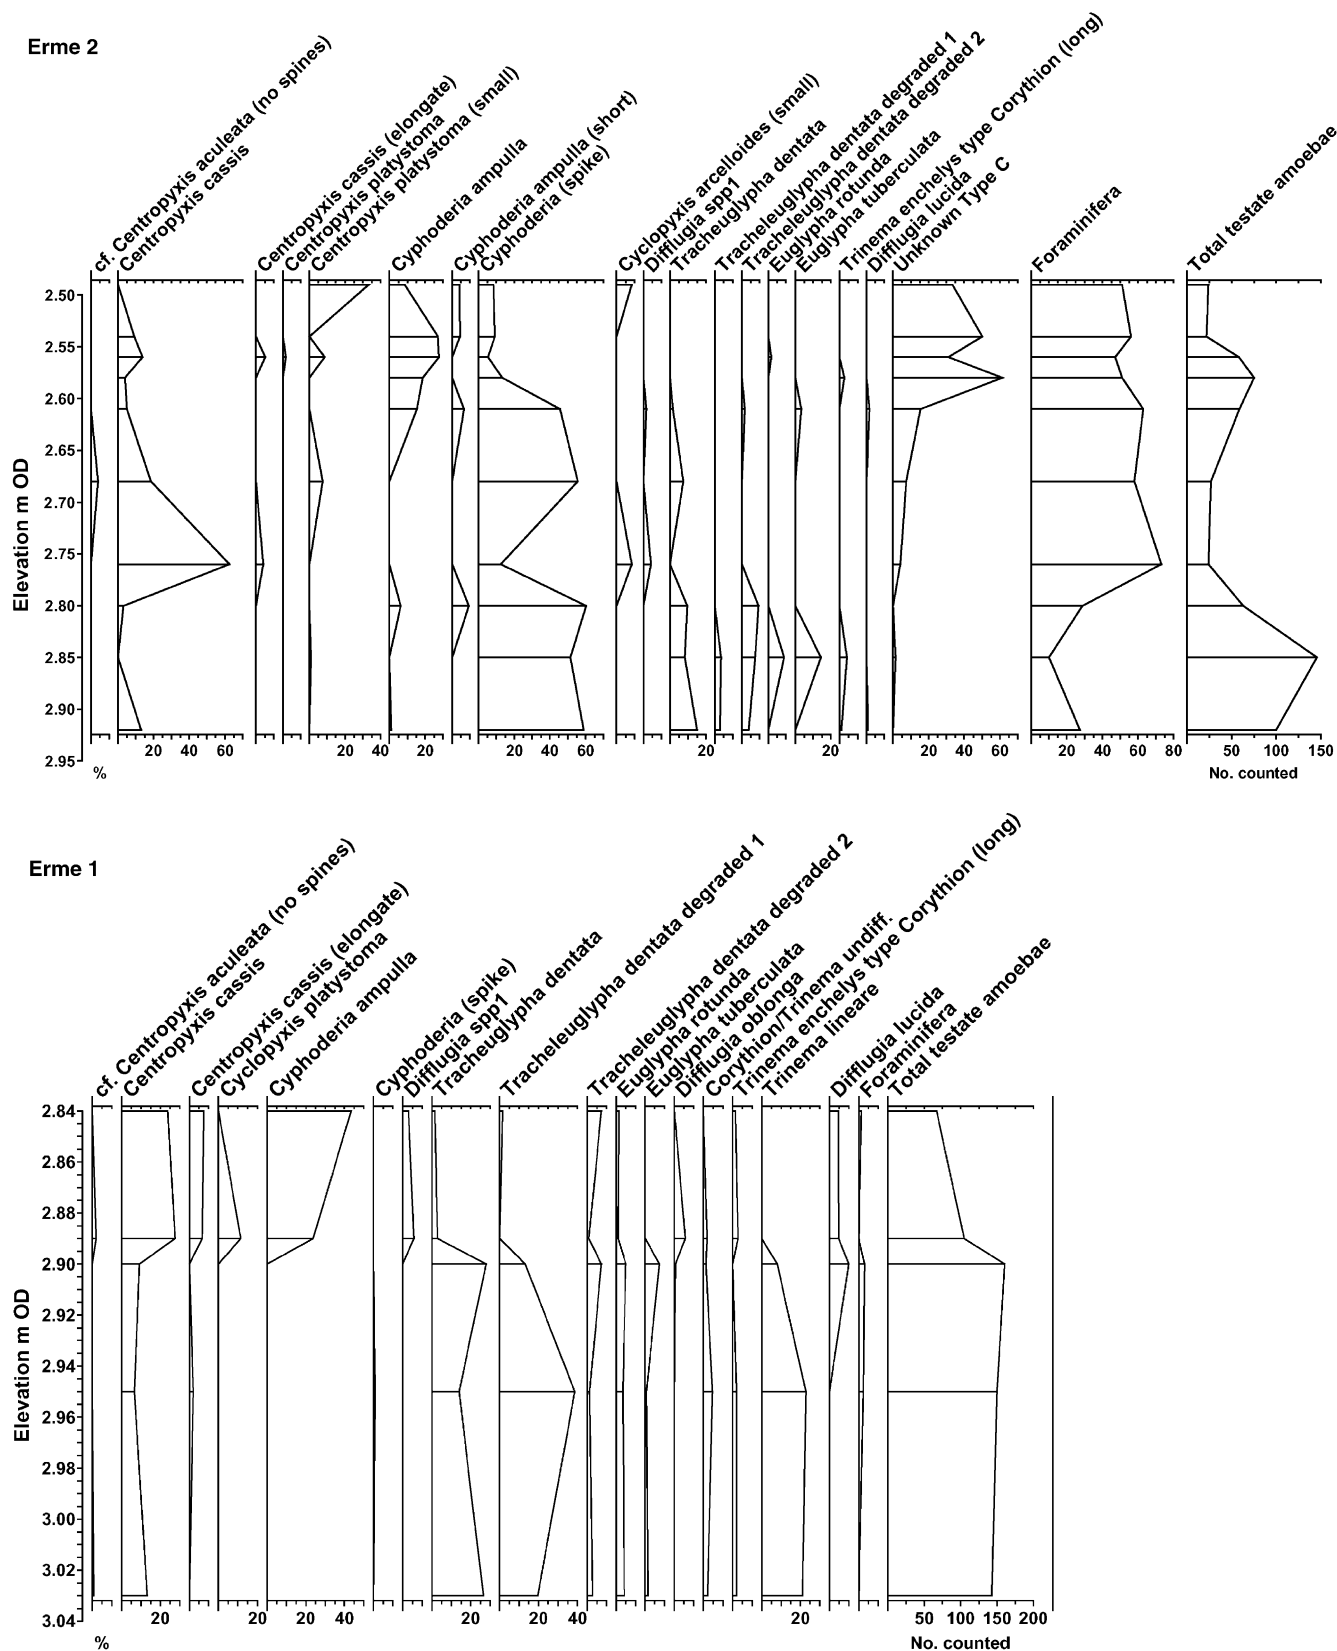 Erme 2
cf. Centropyxis aculeata (no spines)
Centropyxis cassis
Centropyxis cassis (elongate)
Centropyxis platystoma
Centropyxis platystoma (small)
Cyphoderia ampulla
Cyphoderia ampulla (short)
Cyphoderia (spike)
Cyclopyxis arcelloides (small)
Difflugia spp1
Tracheuglypha dentata
Tracheleuglypha dentata degraded 1
Tracheleuglypha dentata degraded 2
Euglypha rotunda
Euglypha tuberculata
Trinema enchelys type Corythion (long)
Difflugia lucida
Unknown Type C
Foraminifera
Total testate amoebae
Elevation m OD
2.50
2.55
2.60
2.65
2.70
2.75
2.80
2.85
2.90
2.95
20 40 60 20 40 20 20 40 60 20 20 20 40 60 20 40 60 80 50 100 150
% No. counted
Erme 1
cf. Centropyxis aculeata (no spines)
Centropyxis cassis
Centropyxis cassis (elongate)
Cyclopyxis platystoma
Cyphoderia ampulla
Cyphoderia (spike)
Difflugia spp1
Tracheuglypha dentata
Tracheleuglypha dentata degraded 1
Tracheleuglypha dentata degraded 2
Euglypha rotunda
Euglypha tuberculata
Difflugia oblonga
Corythion/Trinema undiff.
Trinema enchelys type Corythion (long)
Trinema lineare
Difflugia lucida
Foraminifera
Total testate amoebae
Elevation m OD
2.84
2.86
2.88
2.90
2.92
2.94
2.96
2.98
3.00
3.02
3.04
20 20 20 40 20 20 40 20 50 100 150 200
% No. counted